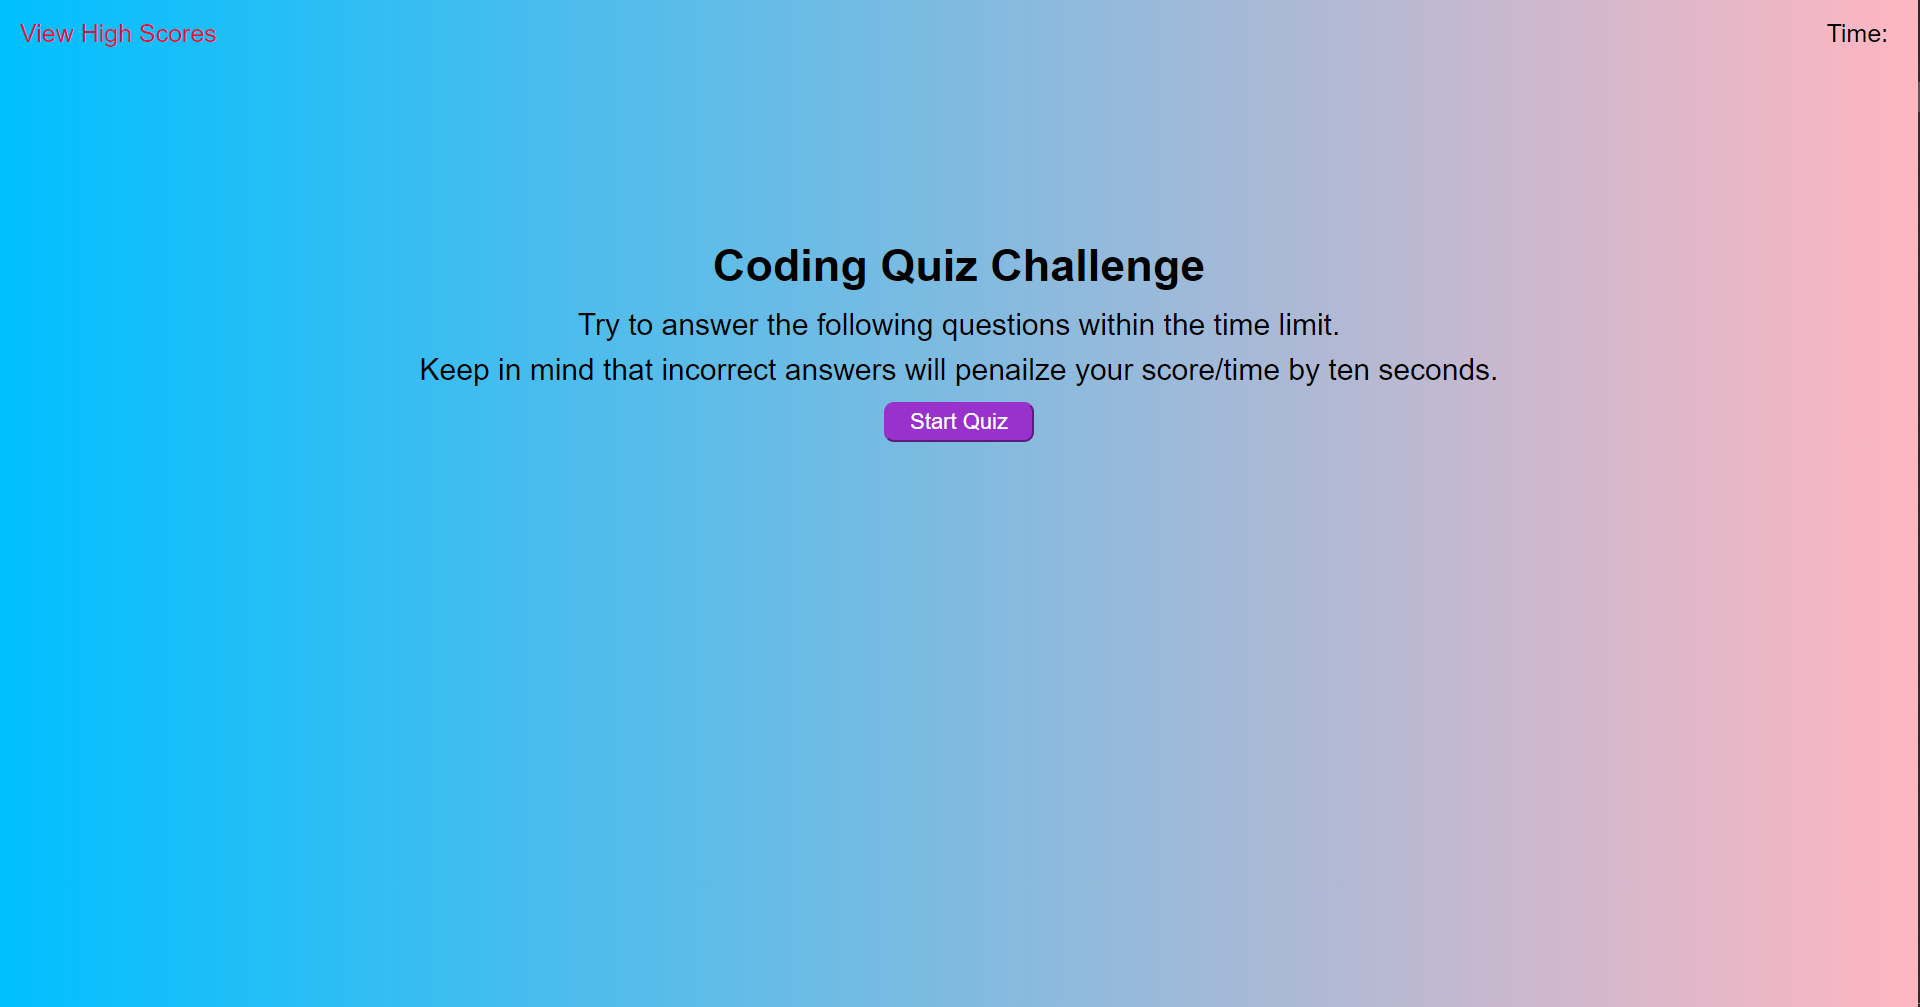 View High Scores
Time:
Coding Quiz Challenge
Try to answer the following questions within the time limit.
Keep in mind that incorrect answers will penailze your score/time by ten seconds.
Start Quiz